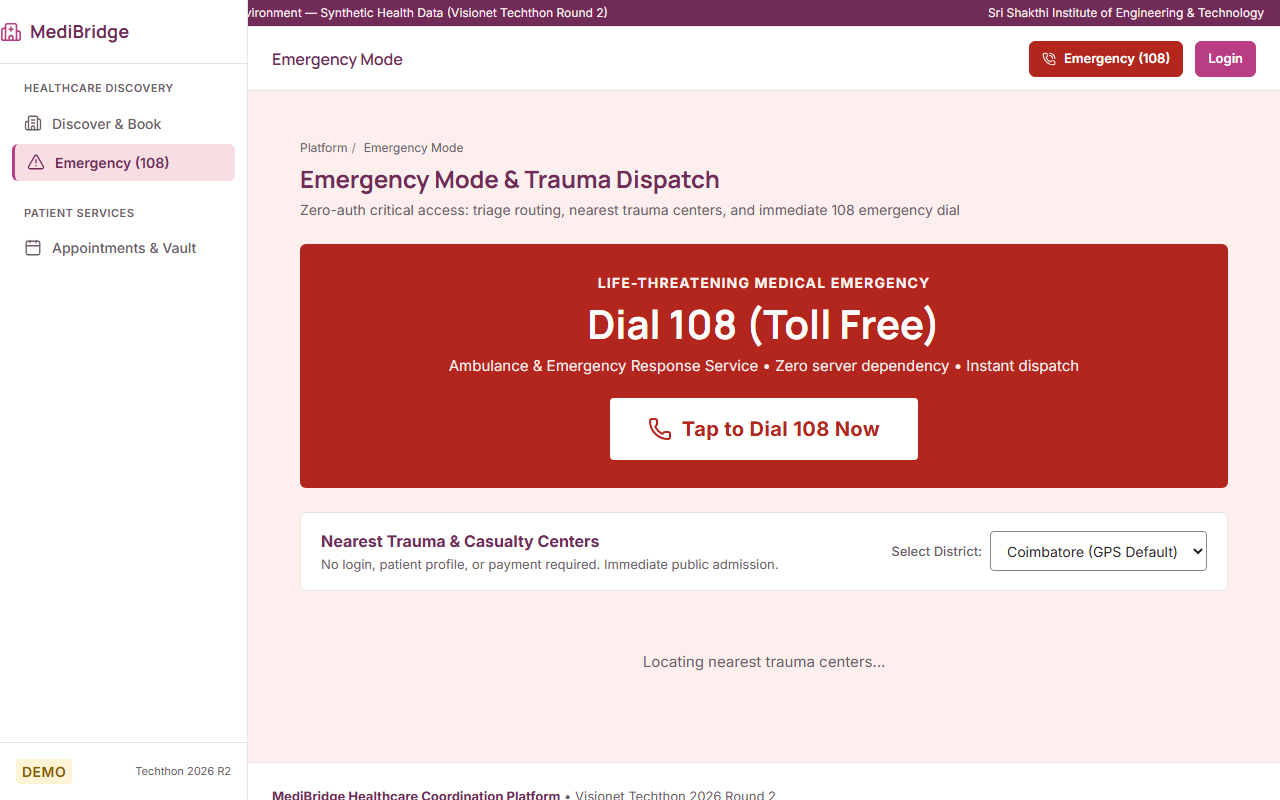 MediBridge
HEALTHCARE DISCOVERY
Discover & Book
Emergency (108)
PATIENT SERVICES
Appointments & Vault
DEMO
Techthon 2026 R2
— Synthetic Health Data (Visionet Techthon Round 2)
Sri Shakthi Institute of Engineering & Technology
Emergency Mode
Emergency (108)
Login
Platform / Emergency Mode
Emergency Mode & Trauma Dispatch
Zero-auth critical access: triage routing, nearest trauma centers, and immediate 108 emergency dial
LIFE-THREATENING MEDICAL EMERGENCY
Dial 108 (Toll Free)
Ambulance & Emergency Response Service • Zero server dependency • Instant dispatch
Tap to Dial 108 Now
Nearest Trauma & Casualty Centers
No login, patient profile, or payment required. Immediate public admission.
Select District:
Coimbatore (GPS Default)
Locating nearest trauma centers...
MediBridge Healthcare Coordination Platform • Visionet Techthon 2026 Round 2